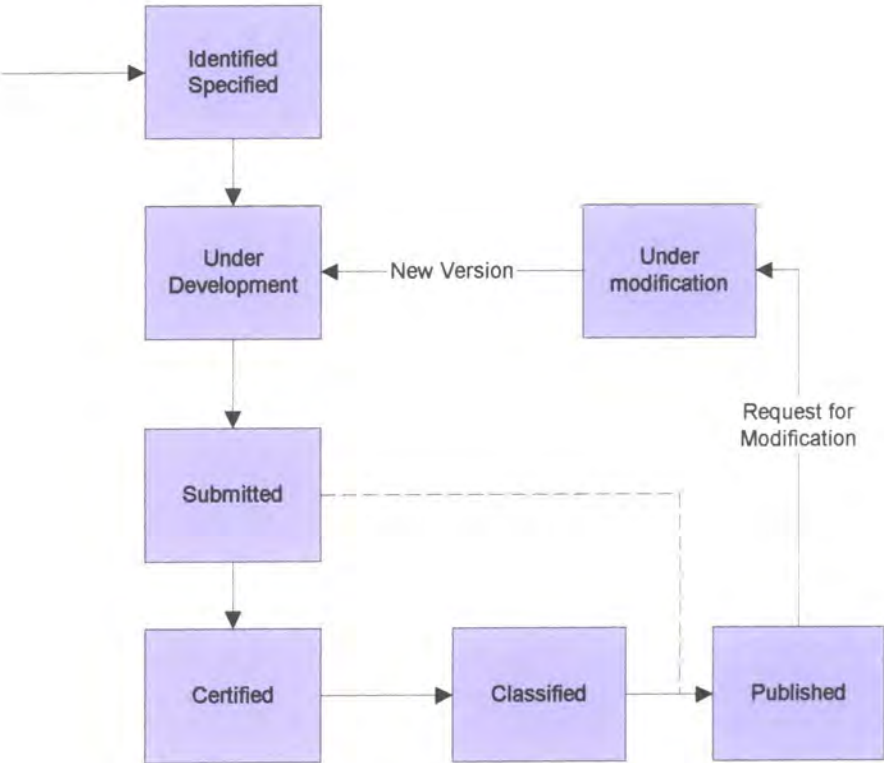 Identified
Specified
Under
Development
New Version
Under
modification
Request for
Modification
Submitted
Certified
Classified
Published